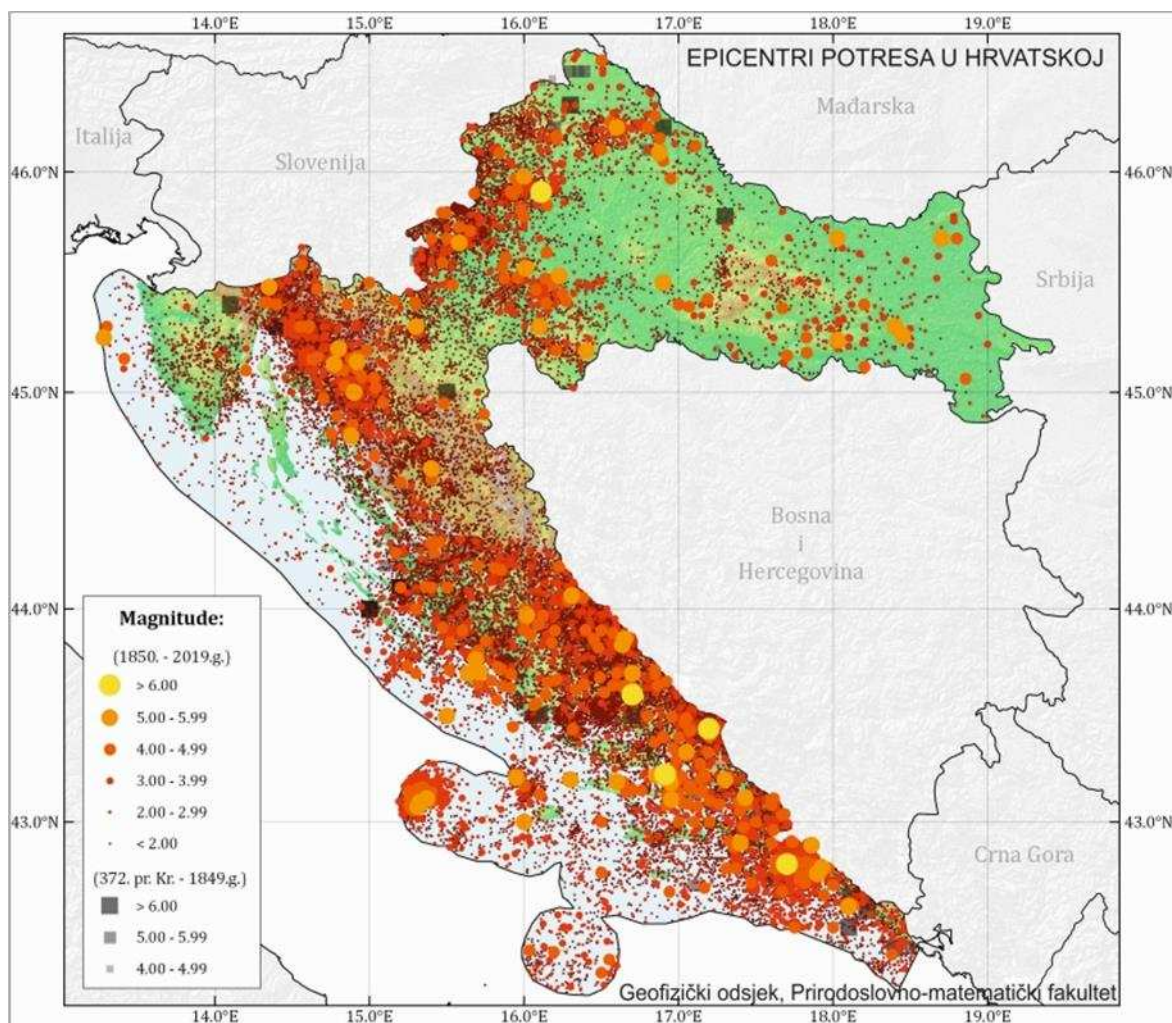 14.0°E 15.0°E 16.0°E 17.0°E 18.0°E 19.0°E
EPICENTRI POTRESA U HRVATSKOJ
Mađarska
Italija
Slovenija
46.0°N 46.0°N
Srbija
45.0°N 45.0°N
Bosna
i
Hercegovina
44.0°N 44.0°N
Magnitude:
(1850. - 2019.g.)
> 6.00
5.00 - 5.99
4.00 - 4.99
3.00 - 3.99
2.00 - 2.99
< 2.00
(372. pr. Kr. - 1849.g.)
> 6.00
5.00 - 5.99
4.00 - 4.99
43.0°N 43.0°N
Crna Gora
Geofizički odsjek, Prirodoslovno-matematički fakultet
14.0°E 15.0°E 16.0°E 17.0°E 18.0°E 19.0°E